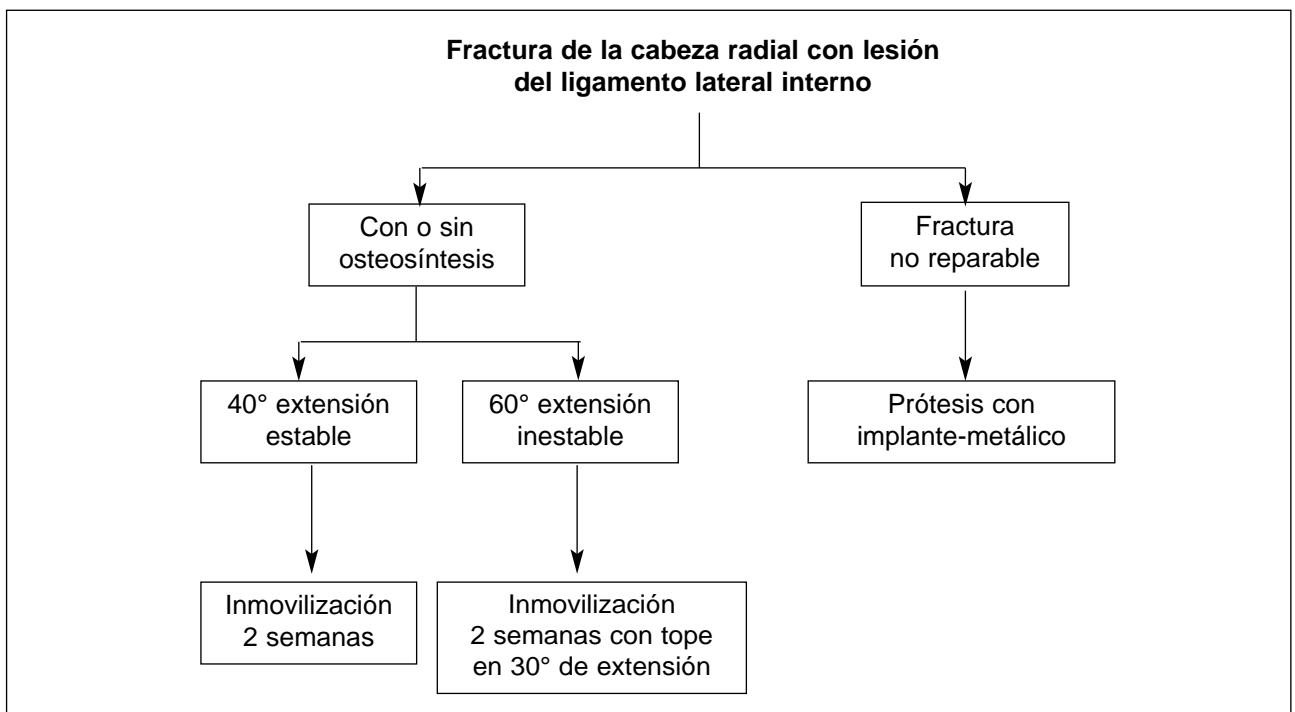 Fractura de la cabeza radial con lesión
del ligamento lateral interno
Con o sin
osteosíntesis
Fractura
no reparable
40° extensión
estable
60° extensión
inestable
Prótesis con
implante-metálico
Inmovilización
2 semanas
Inmovilización
2 semanas con tope
en 30° de extensión